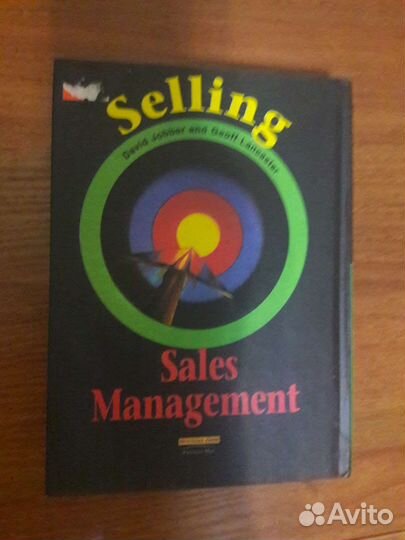 Selling
David Jobber and Geoff Lancaster
Sales
Management
Avito